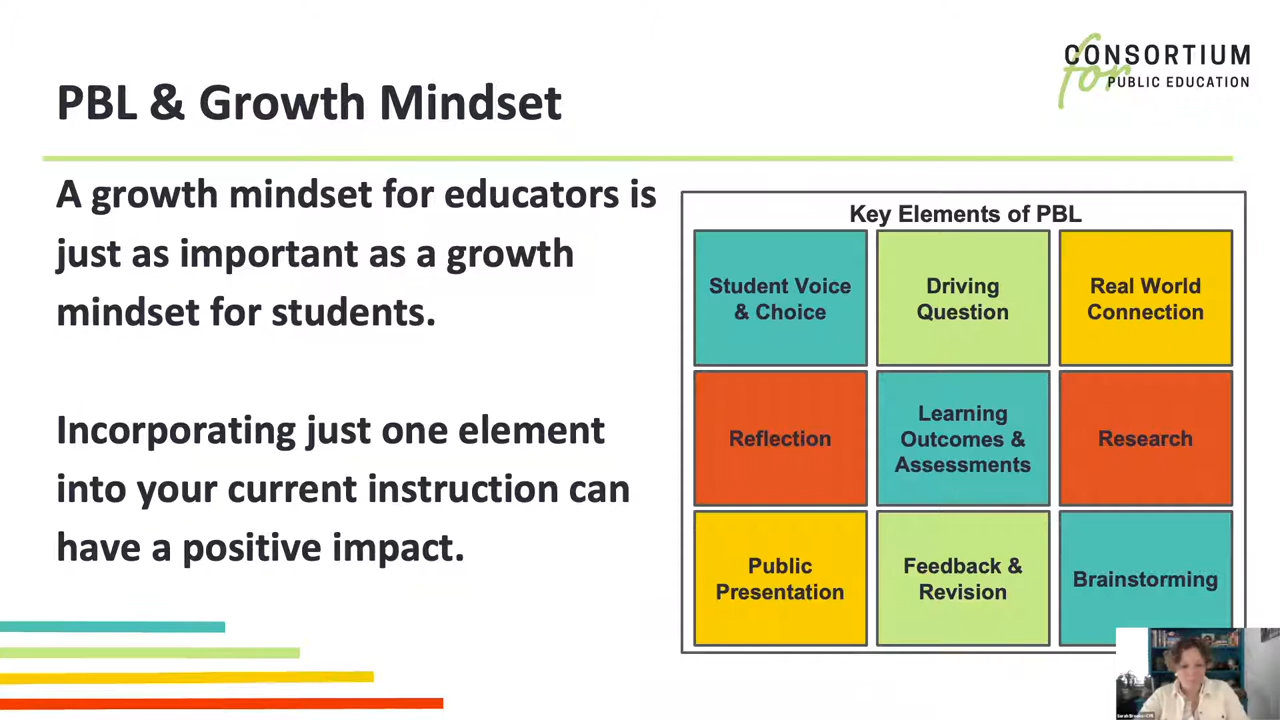 CONSORTIUM
for PUBLIC EDUCATION
PBL & Growth Mindset
A growth mindset for educators is
just as important as a growth
mindset for students.
Incorporating just one element
into your current instruction can
have a positive impact.
Key Elements of PBL
Student Voice
& Choice
Driving
Question
Real World
Connection
Reflection
Learning
Outcomes &
Assessments
Research
Public
Presentation
Feedback &
Revision
Brainstorming